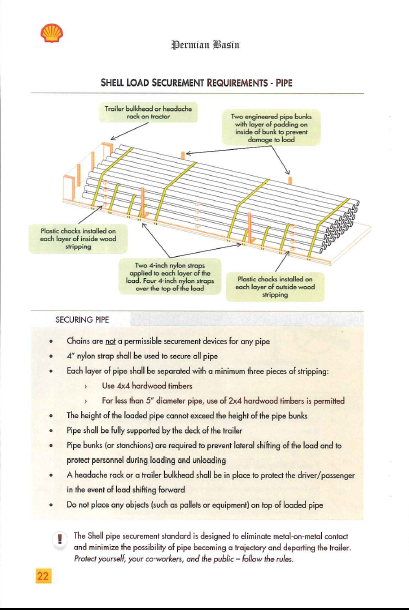 Permian Basin
SHELL LOAD SECUREMENT REQUIREMENTS - PIPE
Trailer bulkhead or headache
rack on tractor
Two engineered pipe bunks
with layer of padding on
inside of bunk to prevent
damage to load
Plastic chocks installed on
each layer of inside wood
stripping
Two 4-inch nylon straps
applied to each layer of the
load. Four 4-inch nylon straps
over the top of the load
Plastic chocks installed on
each layer of outside wood
stripping
SECURING PIPE
• Chains are not a permissible securement devices for any pipe
• 4" nylon strap shall be used to secure all pipe
• Each layer of pipe shall be separated with a minimum three pieces of stripping:
› Use 4x4 hardwood timbers
› For less than 5" diameter pipe, use of 2x4 hardwood timbers is permitted
• The height of the loaded pipe cannot exceed the height of the pipe bunks
• Pipe shall be fully supported by the deck of the trailer
• Pipe bunks (or stanchions) are required to prevent lateral shifting of the load and to
protect personnel during loading and unloading
• A headache rack or a trailer bulkhead shall be in place to protect the driver/passenger
in the event of load shifting forward
• Do not place any objects (such as pallets or equipment) on top of loaded pipe
! The Shell pipe securement standard is designed to eliminate metal-on-metal contact
and minimize the possibility of pipe becoming a trajectory and departing the trailer.
Protect yourself, your co-workers, and the public – follow the rules.
22